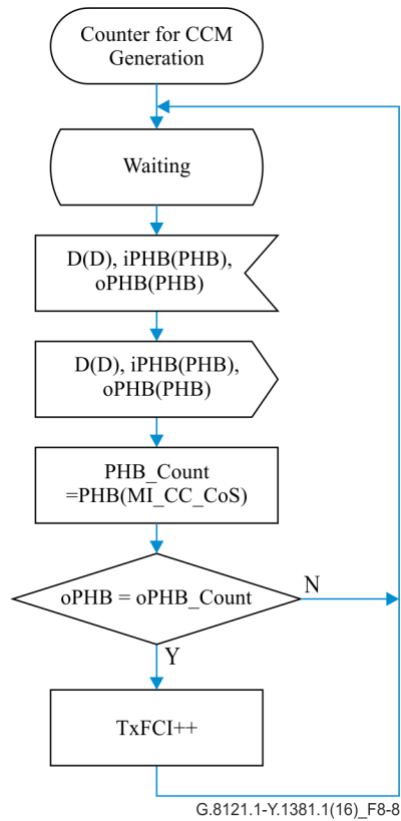 Counter for CCM
Generation
Waiting
D(D), iPHB(PHB),
oPHB(PHB)
D(D), iPHB(PHB),
oPHB(PHB)
PHB_Count
=PHB(MI_CC_CoS)
oPHB = oPHB_Count
N
Y
TxFCl++
G.8121.1-Y.1381.1(16)_F8-8